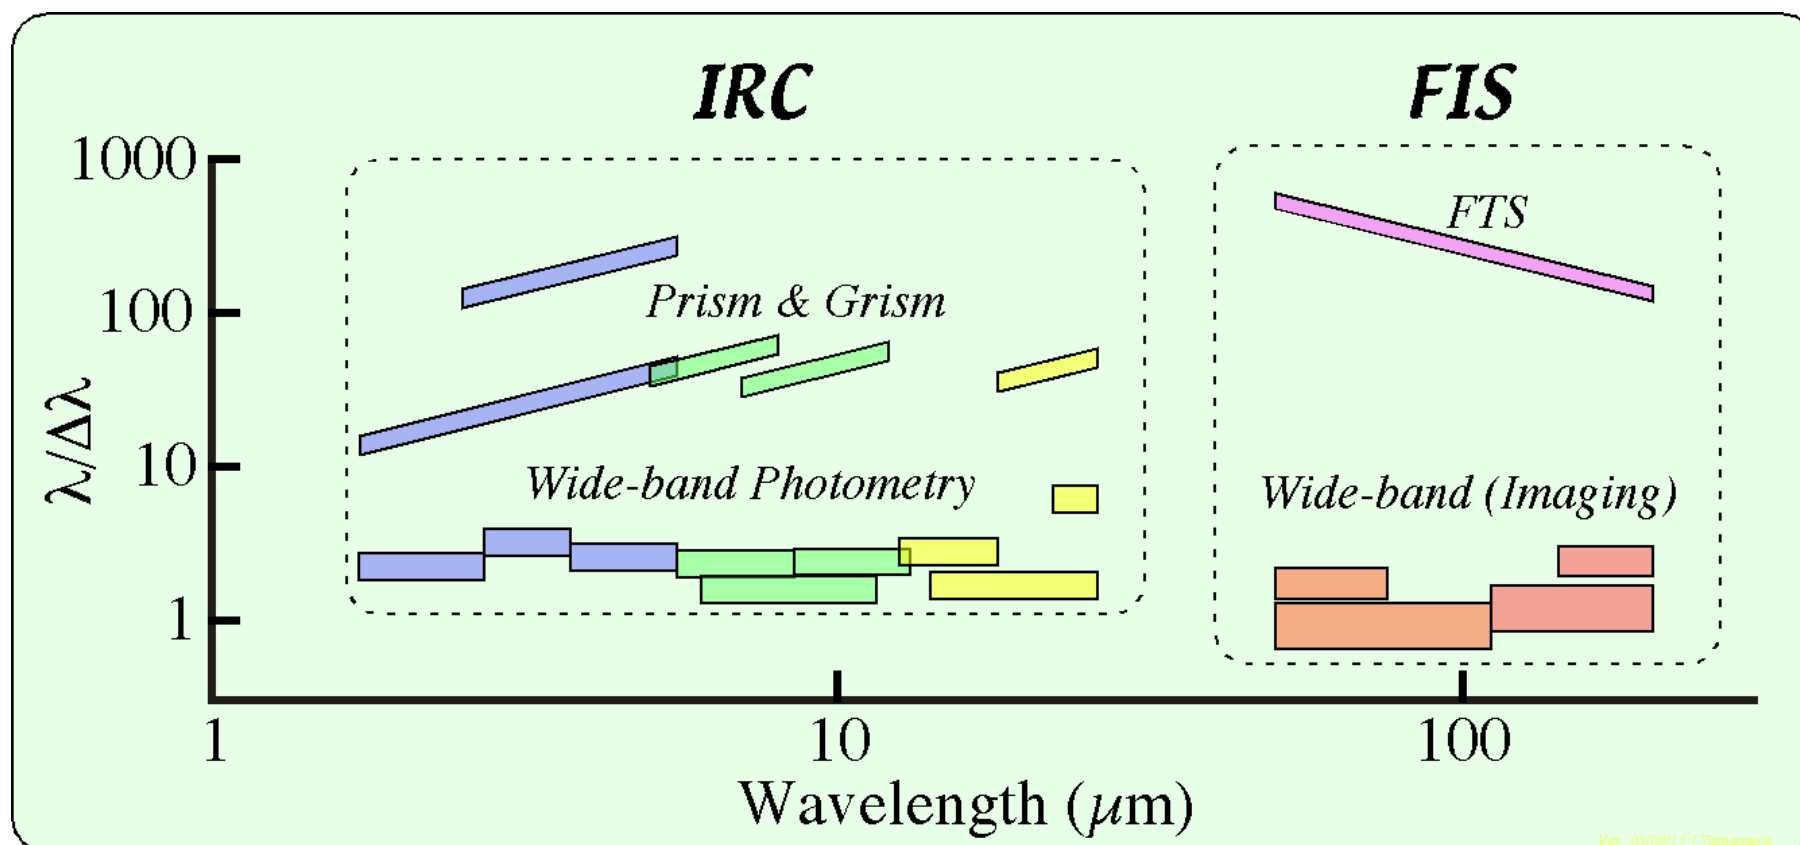 IRC
FIS
1000
100
10
1
λ/Δλ
FTS
Prism & Grism
Wide-band Photometry
Wide-band (Imaging)
1
10
100
Wavelength (μm)